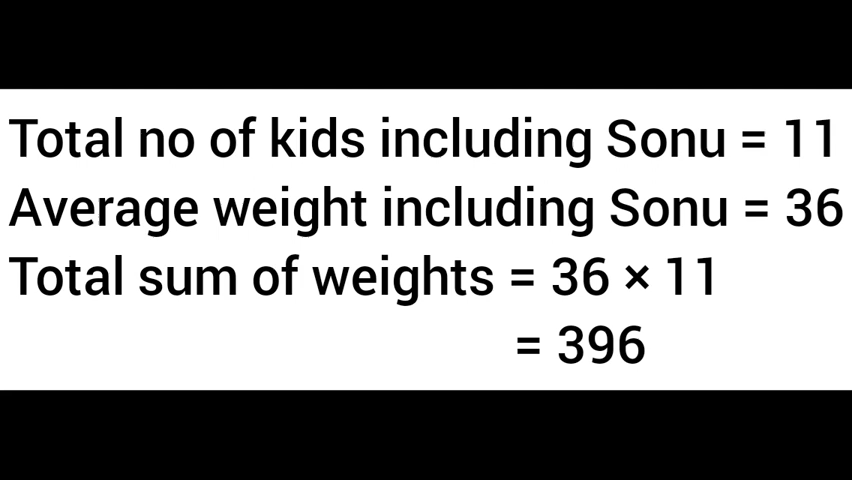 Total no of kids including Sonu = 11
Average weight including Sonu = 36
Total sum of weights = 36 × 11
= 396